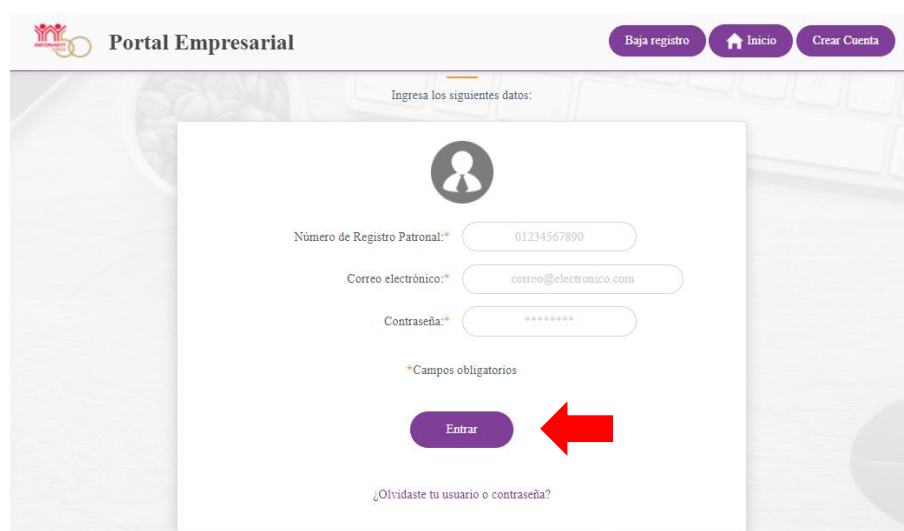 INFONAVIT
Portal Empresarial
Baja registro
Inicio
Crear Cuenta
Ingresa los siguientes datos:
Número de Registro Patronal:*
01234567890
Correo electrónico:*
correo@electronico.com
Contraseña:*
********
*Campos obligatorios
Entrar
¿Olvidaste tu usuario o contraseña?